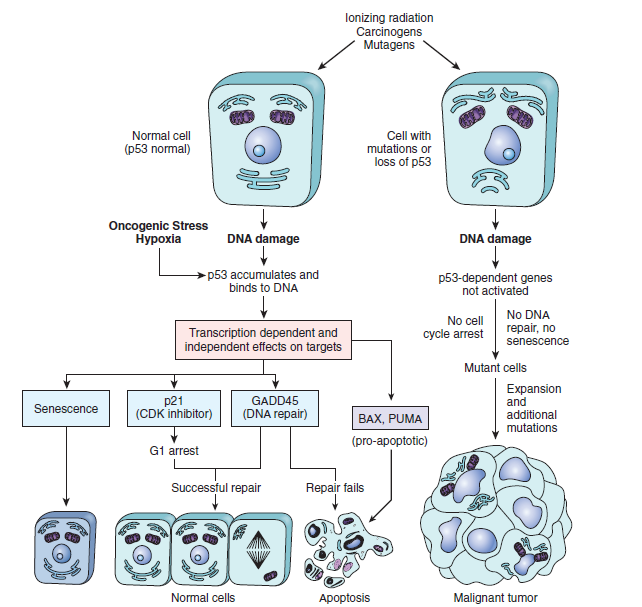 Ionizing radiation
Carcinogens
Mutagens
Normal cell
(p53 normal)
Cell with
mutations or
loss of p53
Oncogenic Stress
Hypoxia
DNA damage
DNA damage
p53 accumulates and
binds to DNA
p53-dependent genes
not activated
Transcription dependent and
independent effects on targets
No cell
cycle arrest
No DNA
repair, no
senescence
Mutant cells
Senescence
p21
(CDK inhibitor)
GADD45
(DNA repair)
BAX, PUMA
(pro-apoptotic)
Expansion
and
additional
mutations
G1 arrest
Successful repair
Repair fails
Normal cells
Apoptosis
Malignant tumor